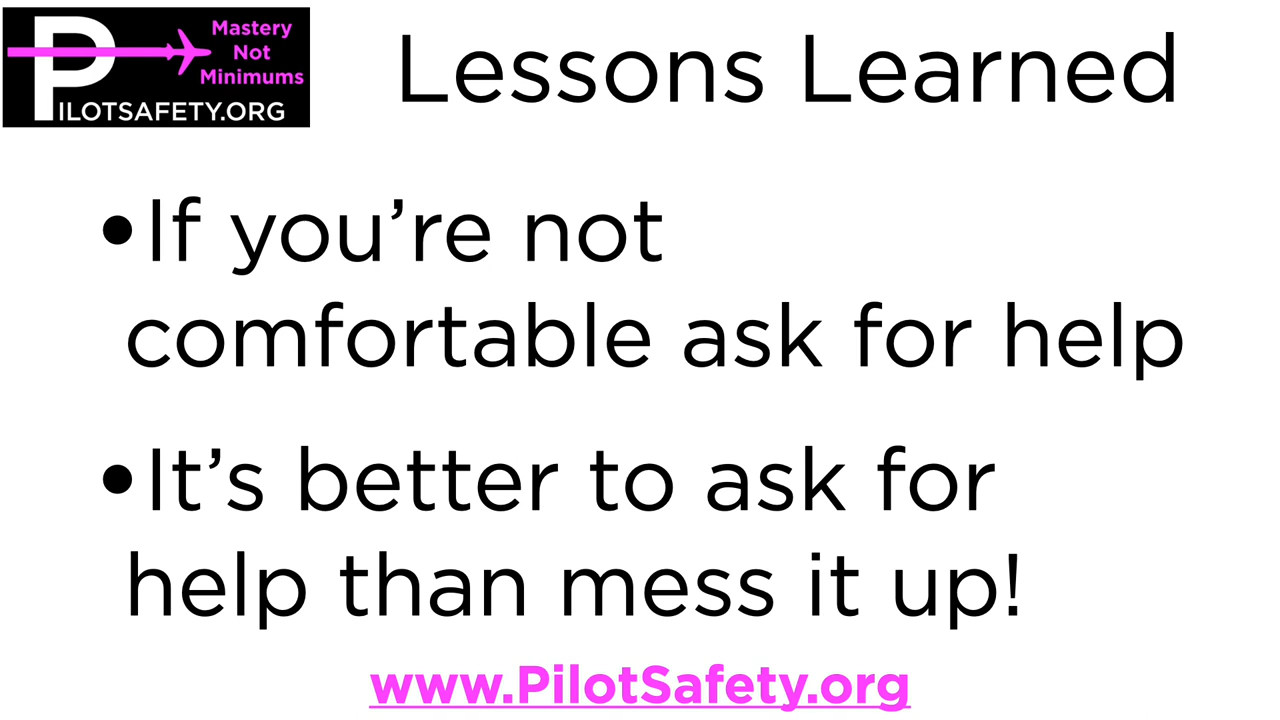 Mastery
Not
Minimums
PILOTSAFETY.ORG
Lessons Learned
•If you’re not
comfortable ask for help
•It’s better to ask for
help than mess it up!
www.PilotSafety.org